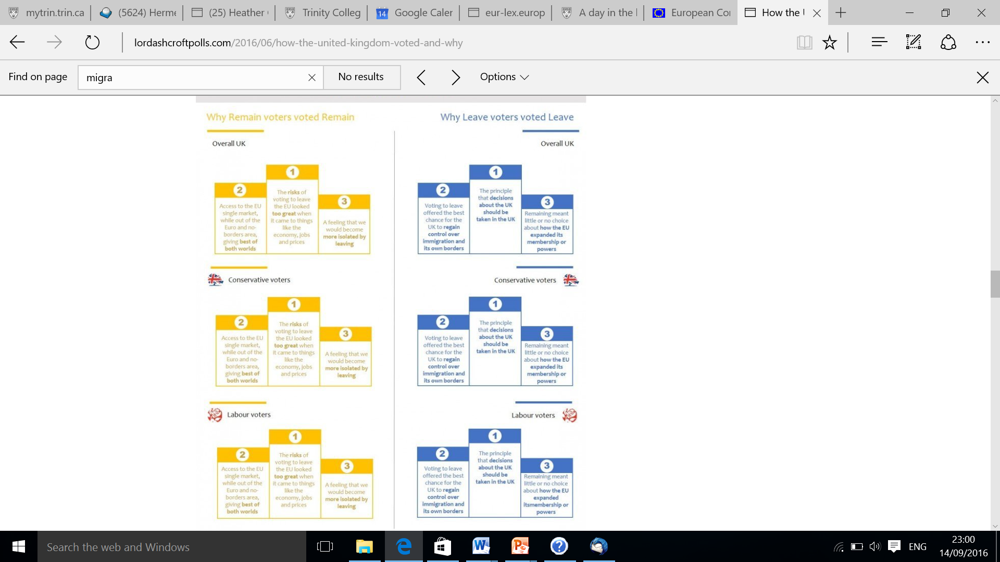 mytrin.trin.ca
(5624) Herme
(25) Heather
Trinity Colleg
14
Google Caler
eur-lex.europ
A day in the l
European Cor
How the U
lordashcroftpolls.com/2016/06/how-the-united-kingdom-voted-and-why
Find on page
migra
No results
Options
Why Remain voters voted Remain
Overall UK
1
The risks of
voting to leave
the EU looked
too great when
it came to things
like the
economy, jobs
and prices
2
Access to the EU
single market,
while out of the
Euro and no-
borders area,
giving best of
both worlds
3
A feeling that we
would become
more isolated by
leaving
Why Leave voters voted Leave
Overall UK
1
The principle
that decisions
about the UK
should be
taken in the UK
2
Voting to leave
offered the best
chance for the
UK to regain
control over
immigration and
its own borders
3
Remaining meant
little or no choice
about how the EU
expanded its
membership or
powers
Conservative voters
1
The risks of
voting to leave
the EU looked
too great when
it came to things
like the
economy, jobs
and prices
2
Access to the EU
single market,
while out of the
Euro and no-
borders area,
giving best of
both worlds
3
A feeling that we
would become
more isolated by
leaving
Conservative voters
1
The principle
that decisions
about the UK
should be
taken in the UK
2
Voting to leave
offered the best
chance for the
UK to regain
control over
immigration and
its own borders
3
Remaining meant
little or no choice
about how the EU
expanded its
membership or
powers
Labour voters
1
The risks of
voting to leave
the EU looked
too great when
it came to things
like the
economy, jobs
and prices
2
Access to the EU
single market,
while out of the
Euro and no-
borders area,
giving best of
both worlds
3
A feeling that we
would become
more isolated by
leaving
Labour voters
1
The principle
that decisions
about the UK
should be
taken in the UK
2
Voting to leave
offered the best
chance for the
UK to regain
control over
immigration and
its own borders
3
Remaining meant
little or no choice
about how the EU
expanded
itsmembership or
powers
Search the web and Windows
ENG
23:00
14/09/2016